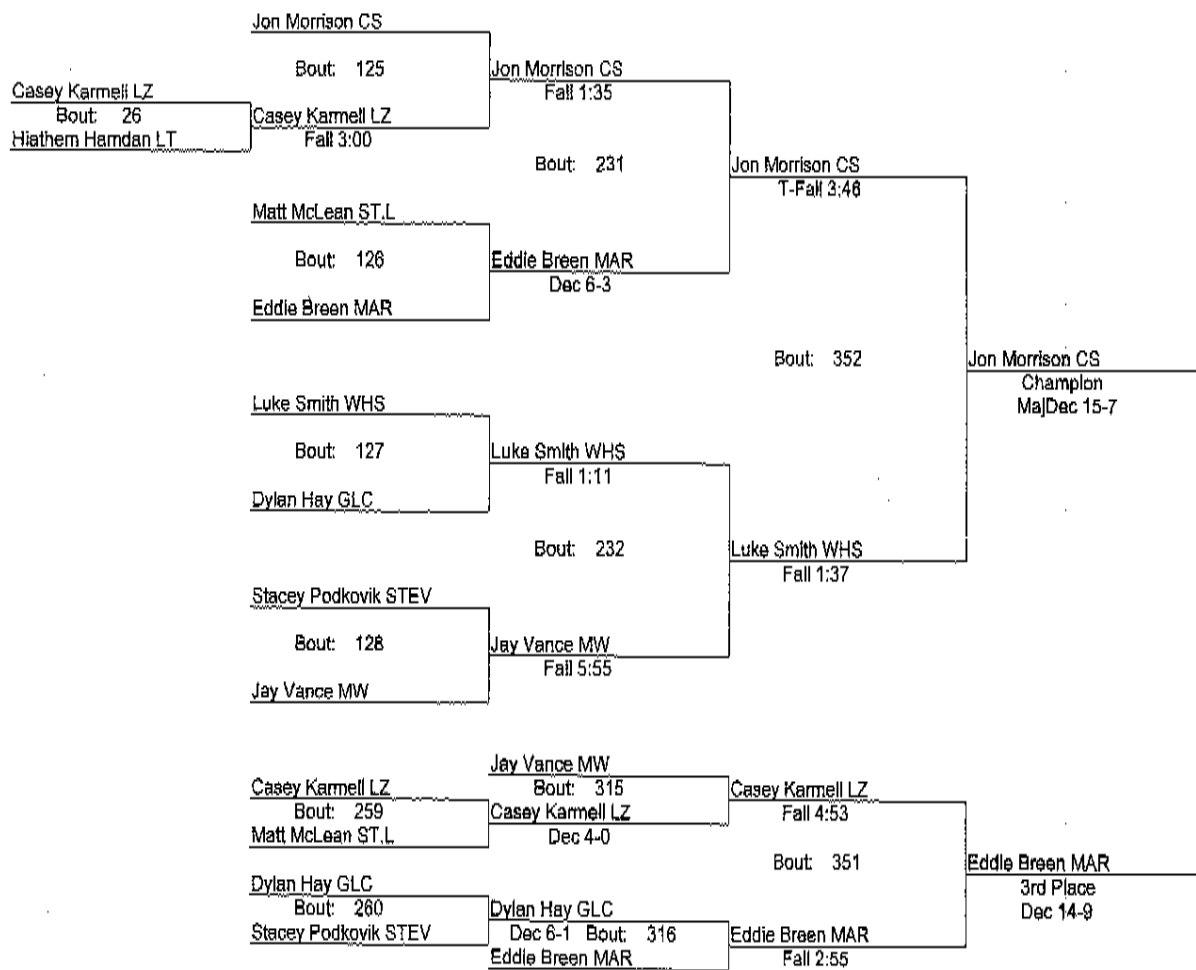 Jon Morrison CS
Bout: 125
Jon Morrison CS
Fall 1:35
Casey Karmell LZ
Bout: 26
Hiathem Hamdan LT
Casey Karmell LZ
Fall 3:00
Bout: 231
Jon Morrison CS
T-Fall 3:46
Matt McLean ST.L
Bout: 126
Eddie Breen MAR
Dec 6-3
Eddie Breen MAR
Bout: 352
Jon Morrison CS
Champion
MajDec 15-7
Luke Smith WHS
Bout: 127
Luke Smith WHS
Fall 1:11
Dylan Hay GLC
Bout: 232
Luke Smith WHS
Fall 1:37
Stacey Podkovik STEV
Bout: 128
Jay Vance MW
Fall 5:55
Jay Vance MW
Jay Vance MW
Bout: 315
Casey Karmell LZ
Bout: 259
Matt McLean ST.L
Casey Karmell LZ
Dec 4-0
Casey Karmell LZ
Fall 4:53
Bout: 351
Eddie Breen MAR
3rd Place
Dec 14-9
Dylan Hay GLC
Bout: 260
Stacey Podkovik STEV
Dylan Hay GLC
Dec 6-1 Bout: 316
Eddie Breen MAR
Eddie Breen MAR
Fall 2:55